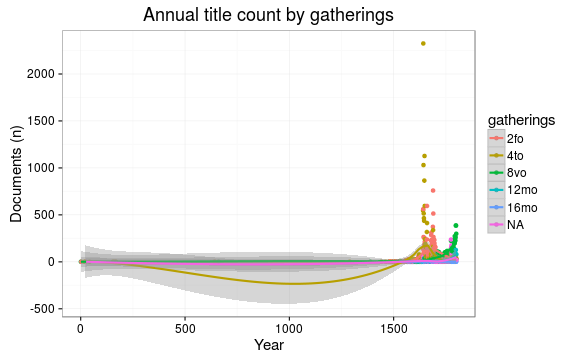 Annual title count by gatherings
Documents (n)
2000
1500
1000
500
0
-500
0 500 1000 1500
Year
gatherings
2fo
4to
8vo
12mo
16mo
NA